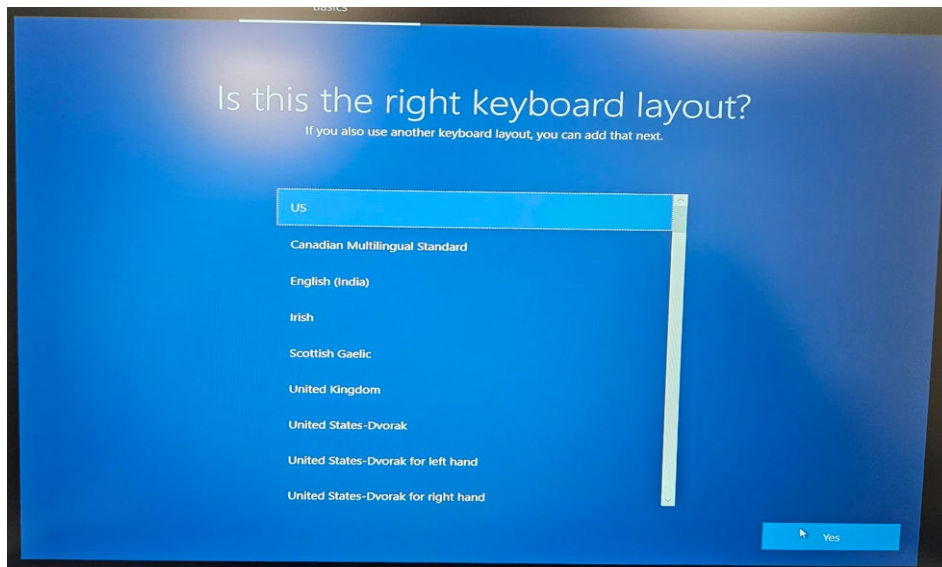 Basics
Is this the right keyboard layout?
If you also use another keyboard layout, you can add that next.
US
Canadian Multilingual Standard
English (India)
Irish
Scottish Gaelic
United Kingdom
United States-Dvorak
United States-Dvorak for left hand
United States-Dvorak for right hand
Yes